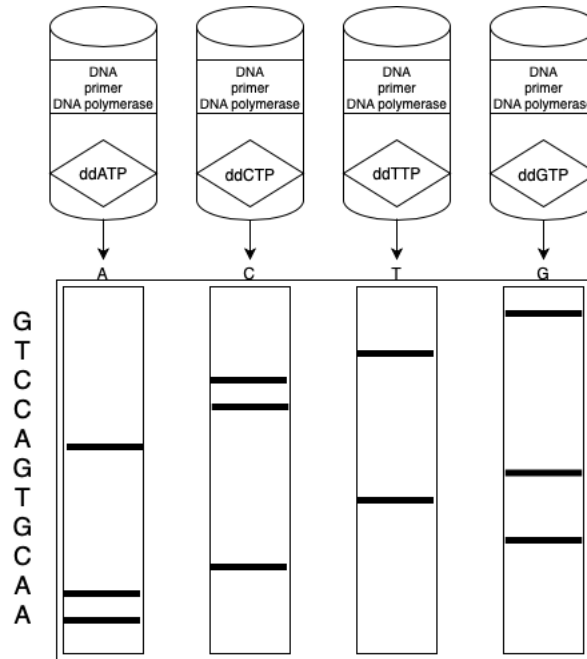 DNA
primer
DNA polymerase
ddATP
DNA
primer
DNA polymerase
ddCTP
DNA
primer
DNA polymerase
ddTTP
DNA
primer
DNA polymerase
ddGTP
A C T G
G
T
C
C
A
G
T
G
C
A
A